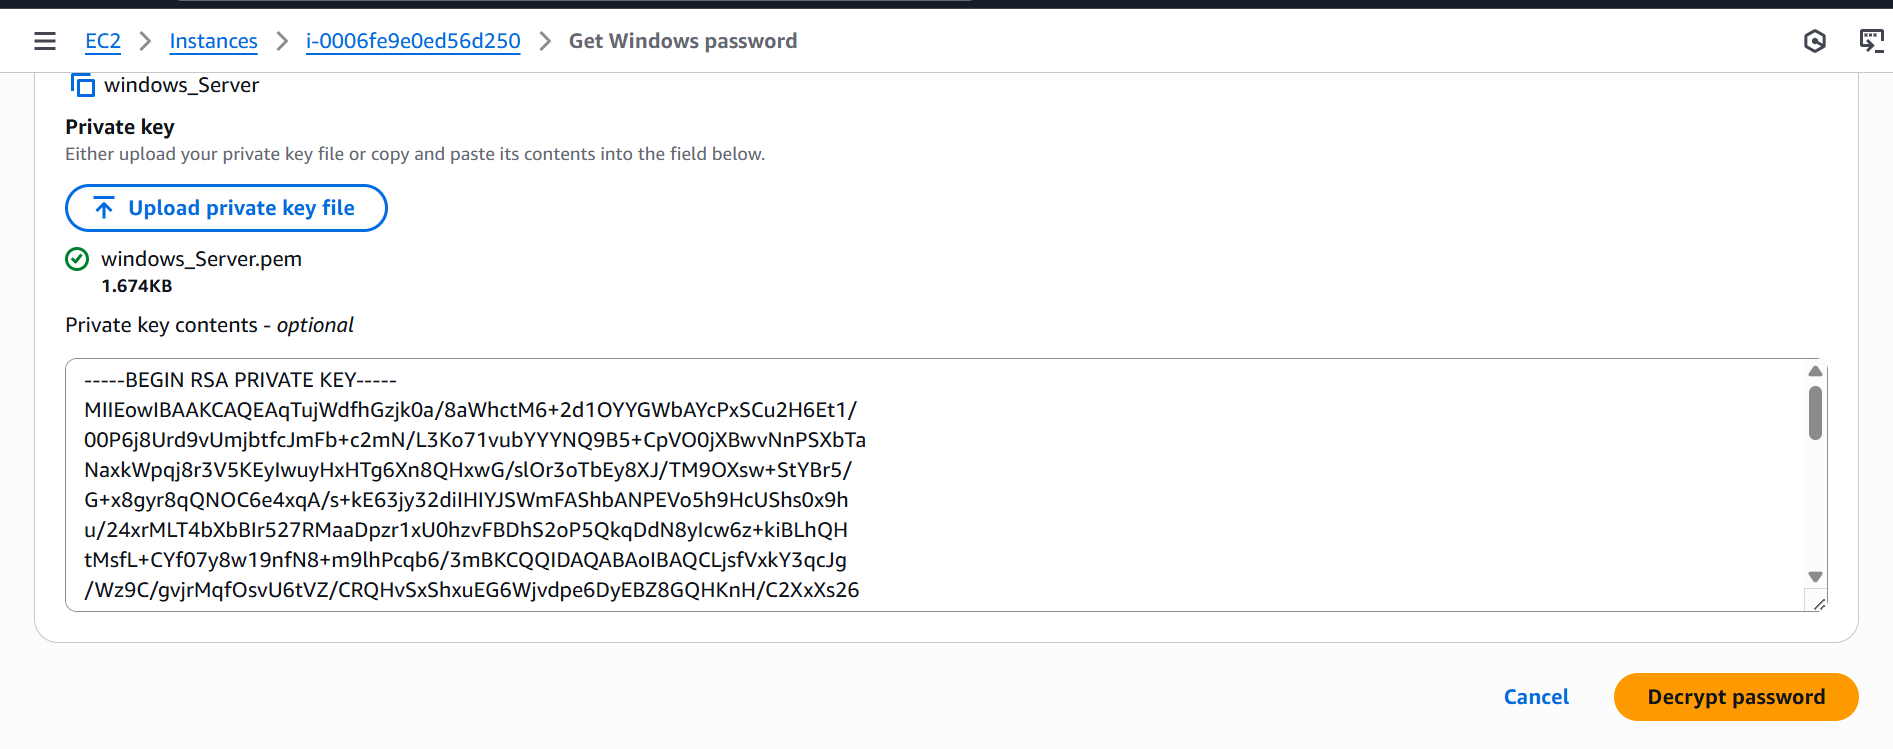 EC2 > Instances > i-0006fe9e0ed56d250 > Get Windows password
windows_Server
Private key
Either upload your private key file or copy and paste its contents into the field below.
Upload private key file
windows_Server.pem
1.674KB
Private key contents - optional
-----BEGIN RSA PRIVATE KEY-----
MIIEowIBAAKCAQEAqTujWdfhGzjk0a/8aWhctM6+2d1OYYGWbAYcPxSCu2H6Et1/
00P6j8Urd9vUmjbtfcJmFb+c2mN/L3Ko71vubYYYNQ9B5+CpVO0jXBwvNnPSXbTa
NaxkWpqj8r3V5KEyIwuyHxHTg6Xn8QHxwG/slOr3oTbEy8XJ/TM9OXsw+StYBr5/
G+x8gyr8qQNOC6e4xqA/s+kE63jy32diIHIYJSWmFAShbANPEVo5h9HcUShs0x9h
u/24xrMLT4bXbBIr527RMaaDpzr1xU0hzvFBDhS2oP5QkqDdN8yIcw6z+kiBLhQH
tMsfL+CYf07y8w19nfN8+m9lhPcqb6/3mBKCQQIDAQABAoIBAQCLjsfVxkY3qcJg
/Wz9C/gvjrMqfOsvU6tVZ/CRQHvSxShxuEG6Wjvdpe6DyEBZ8GQHKnH/C2XxXs26
Cancel
Decrypt password